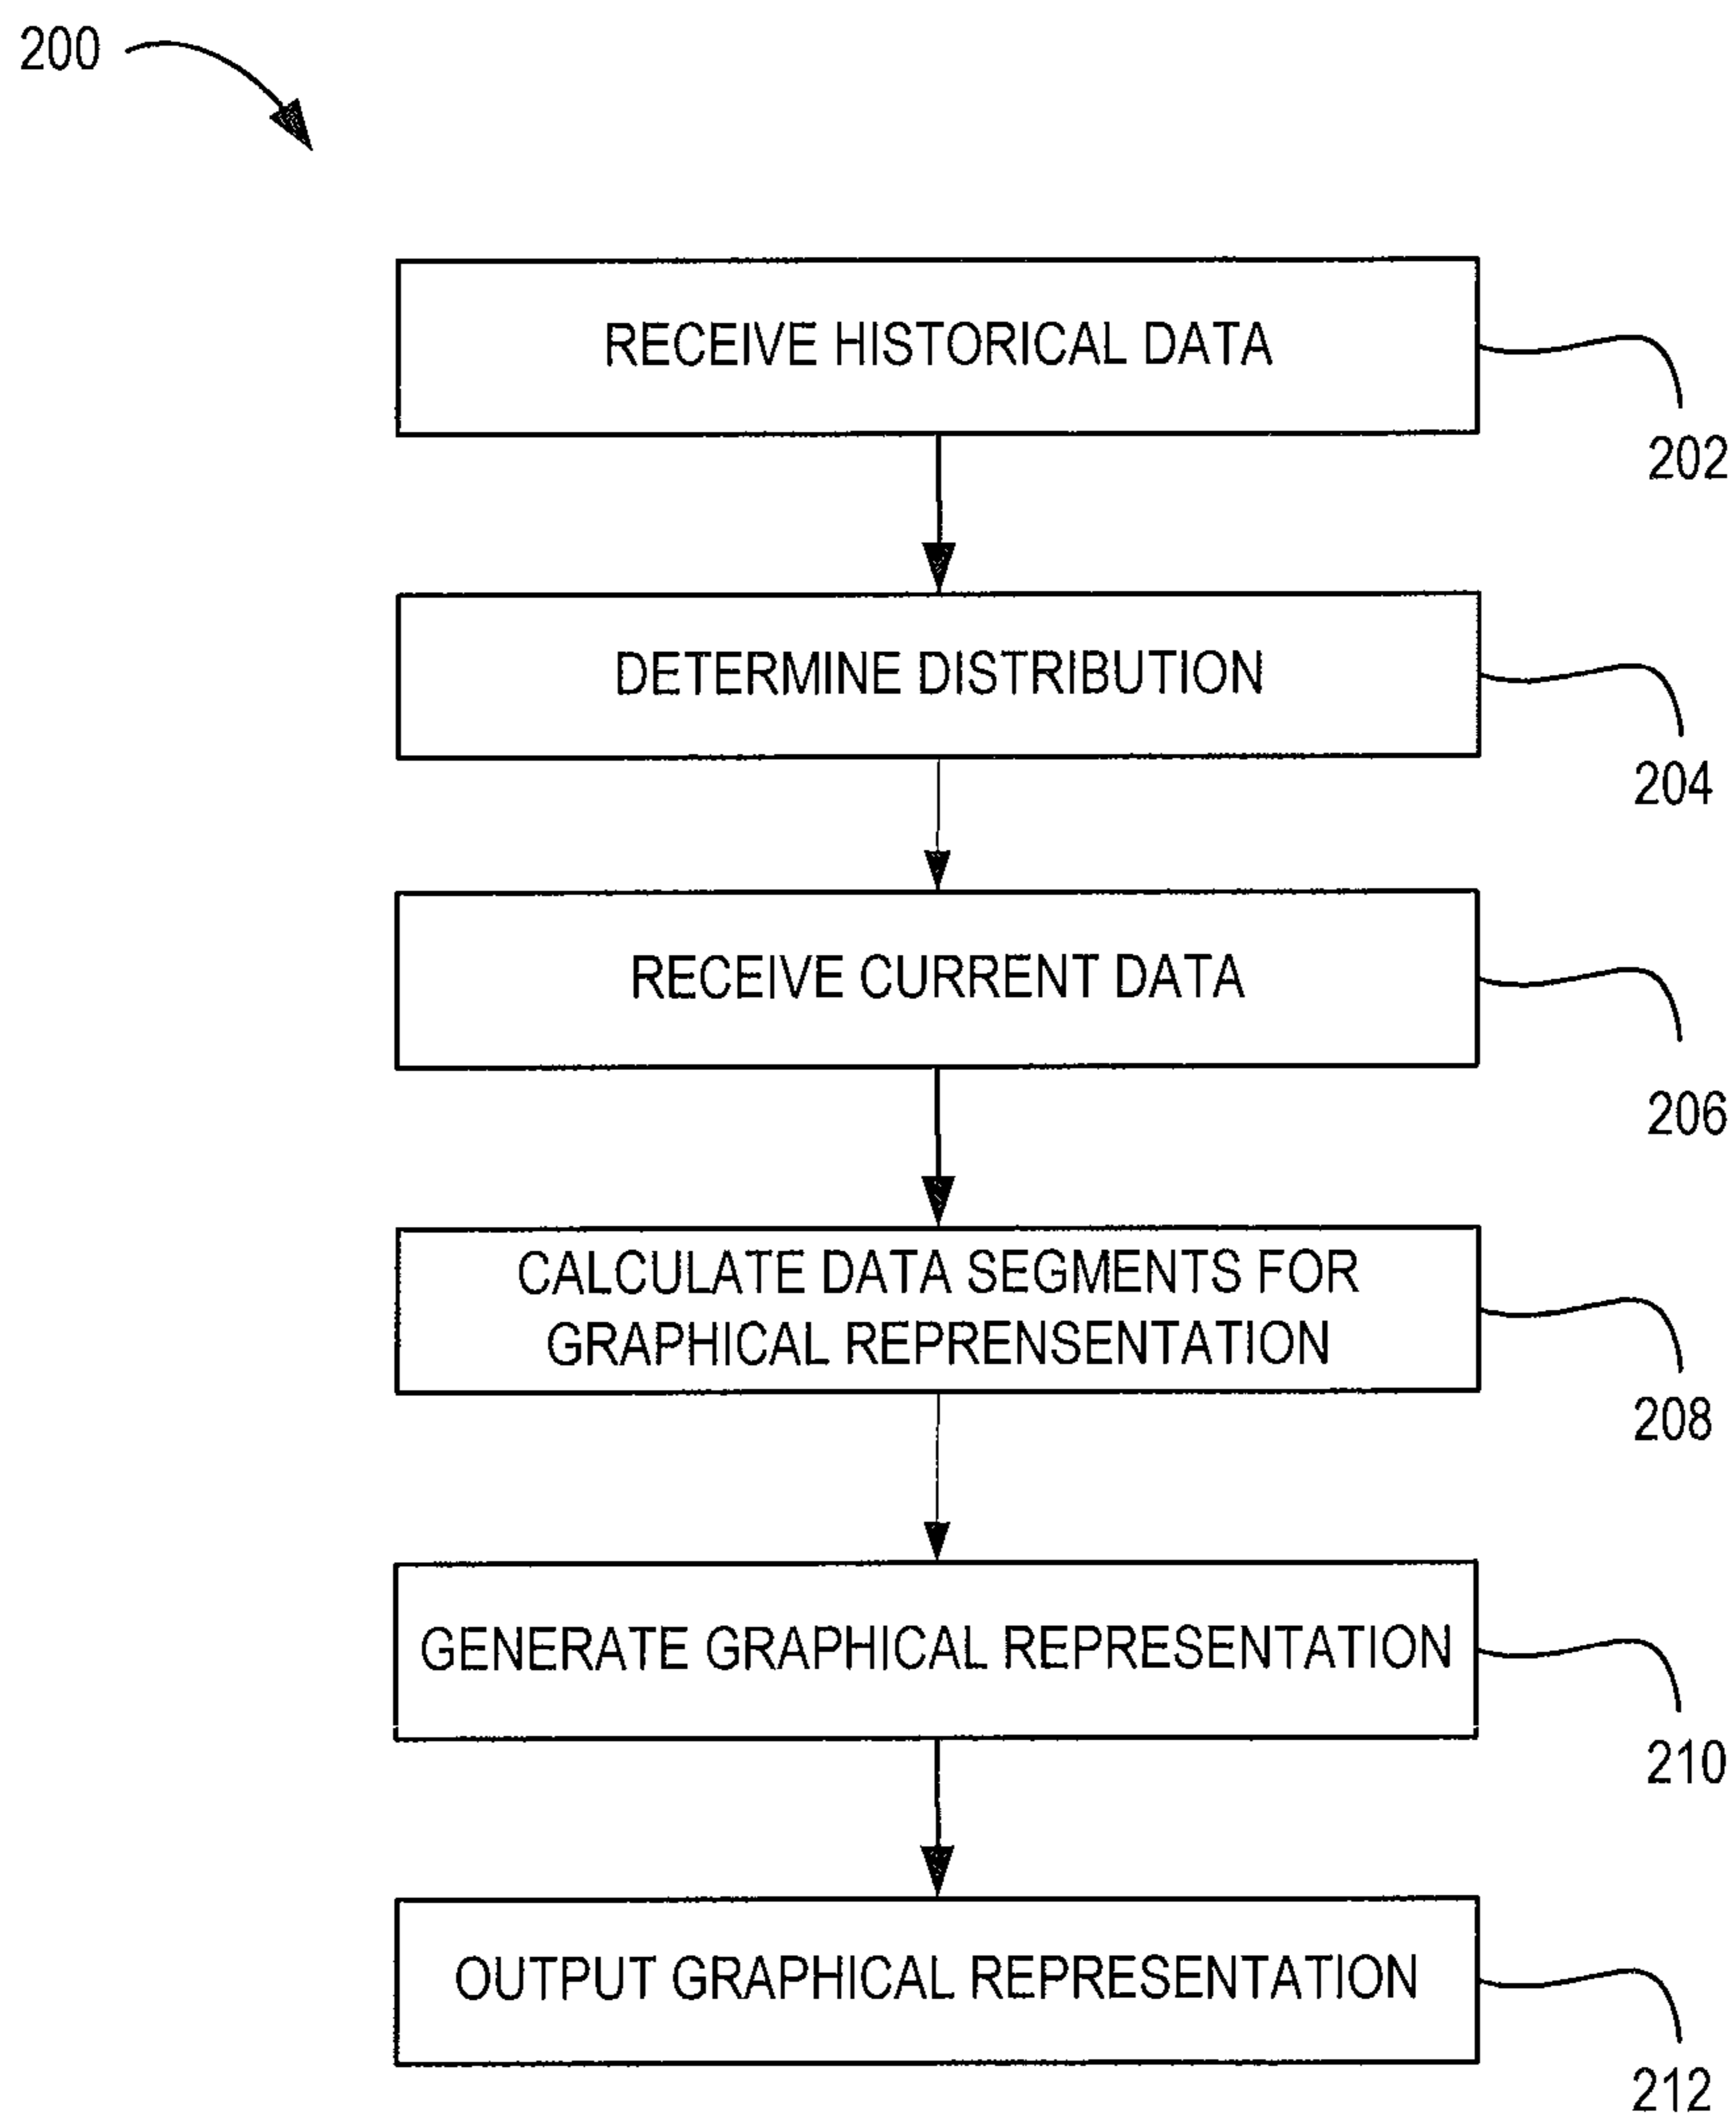 200
RECEIVE HISTORICAL DATA
202
DETERMINE DISTRIBUTION
204
RECEIVE CURRENT DATA
206
CALCULATE DATA SEGMENTS FOR
GRAPHICAL REPRENSENTATION
208
GENERATE GRAPHICAL REPRESENTATION
210
OUTPUT GRAPHICAL REPRESENTATION
212